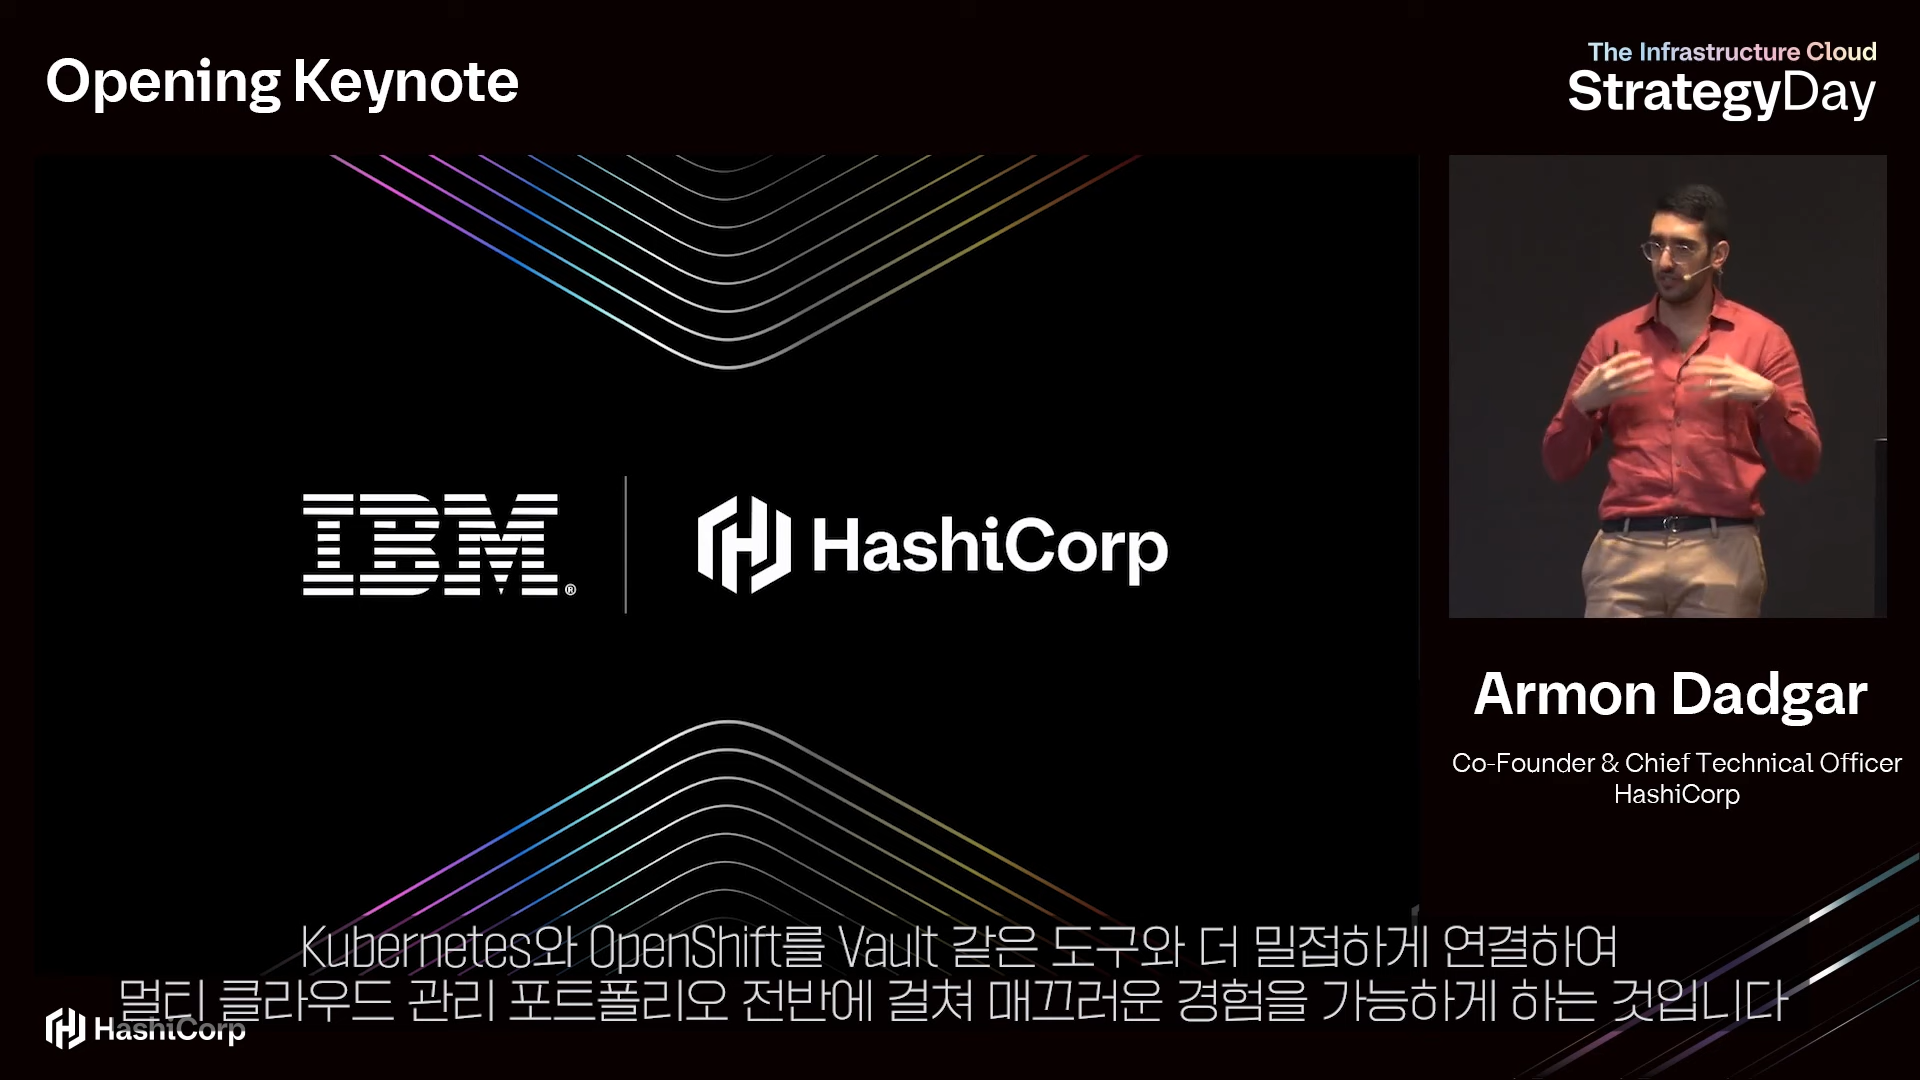 Opening Keynote
The Infrastructure Cloud
StrategyDay
IBM®
HashiCorp
Armon Dadgar
Co-Founder & Chief Technical Officer
HashiCorp
Kubernetes와 OpenShift를 Vault 같은 도구와 더 밀접하게 연결하여
멀티 클라우드 관리 포트폴리오 전반에 걸쳐 매끄러운 경험을 가능하게 하는 것입니다
HashiCorp